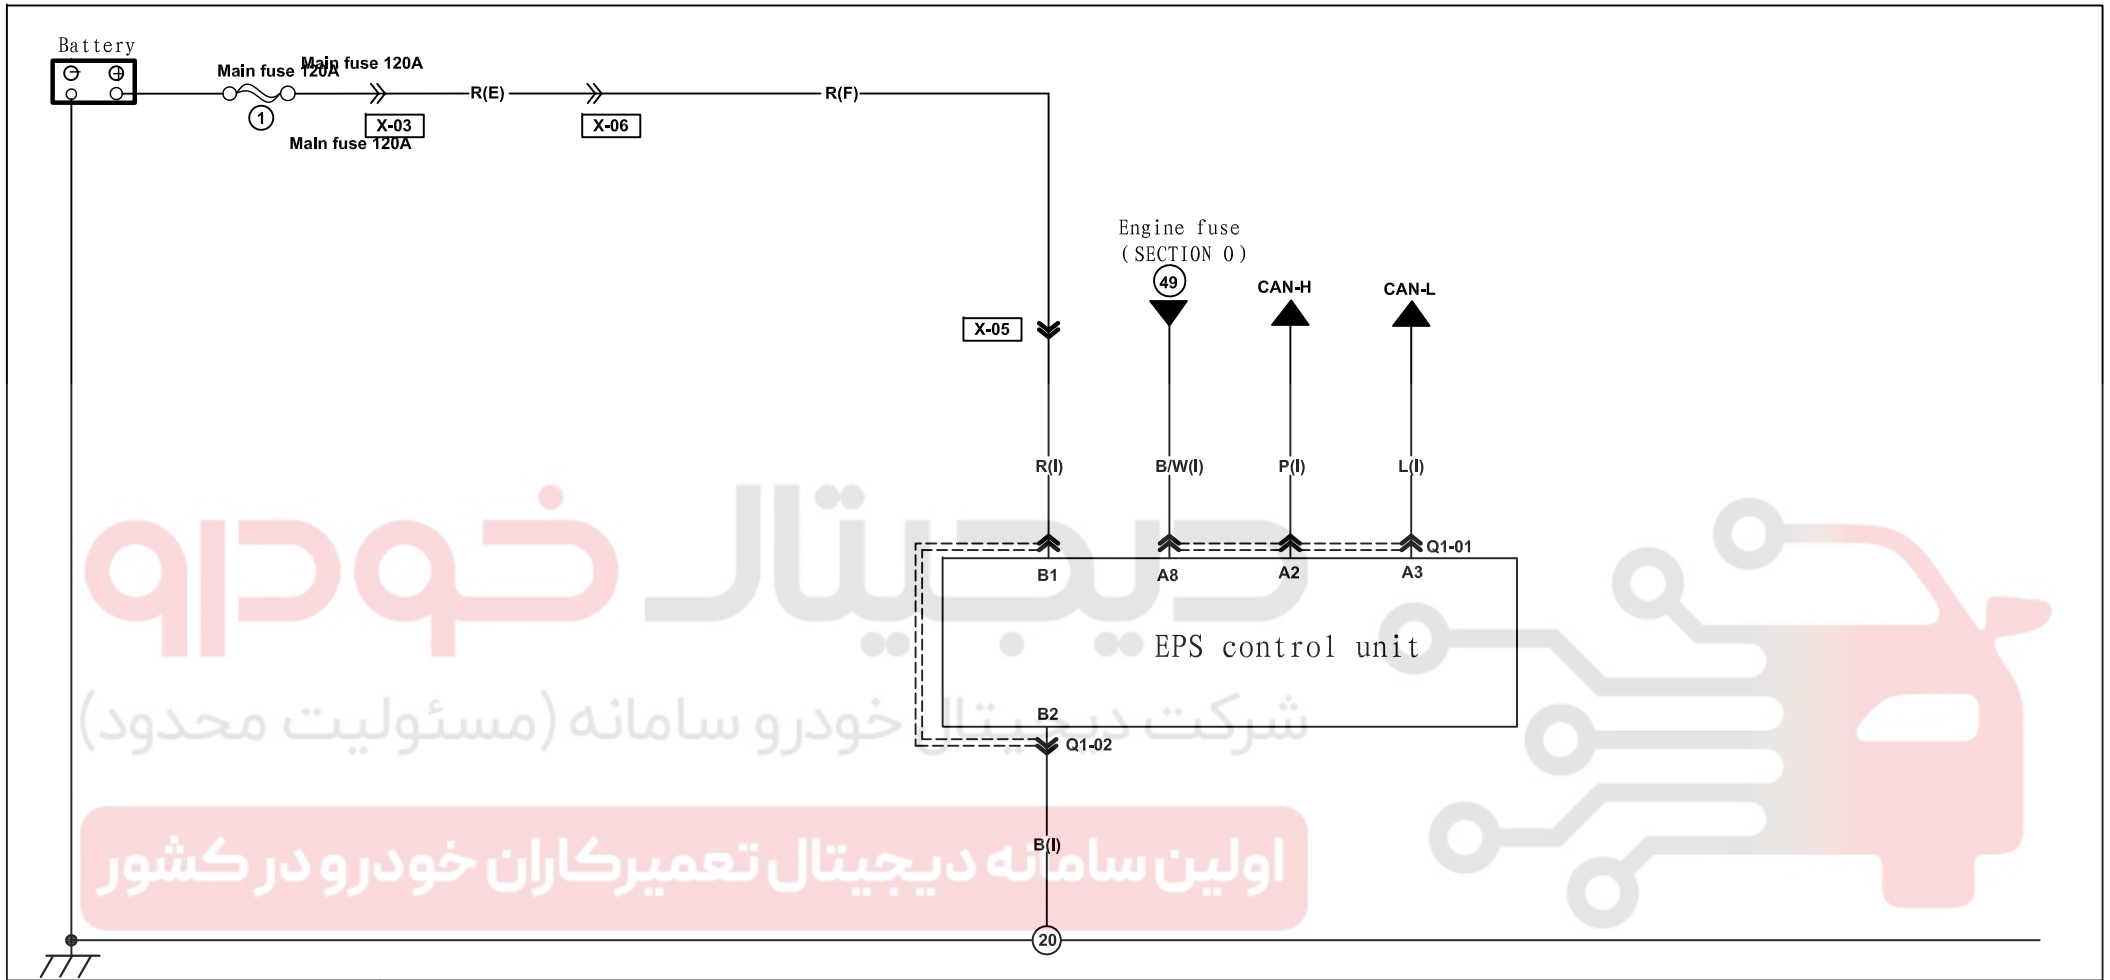 Battery
Main fuse 120A
Main fuse 120A
1
MaIn fuse 120A
X-03
R(E)
X-06
R(F)
Engine fuse
(SECTION 0)
49
CAN-H
CAN-L
X-05
R(I)
B/W(I)
P(I)
L(I)
Q1-01
B1
A8
A2
A3
EPS control unit
B2
Q1-02
B(I)
20
دیجیتال خودرو
شرکت دیجیتال خودرو سامانه (مسئولیت محدود)
اولین سامانه دیجیتال تعمیرکاران خودرو در کشور